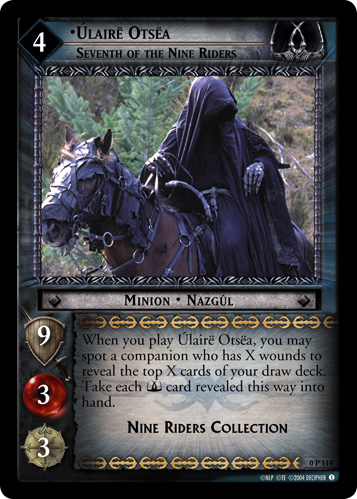 4
•Úlairë Otsëa
Seventh of the Nine Riders
Minion • Nazgûl
9
3
3
When you play Úlairë Otsëa, you may
spot a companion who has X wounds to
reveal the top X cards of your draw deck.
Take each card revealed this way into
hand.
Nine Riders Collection
©NLP ©TE ©2004 DECIPHER